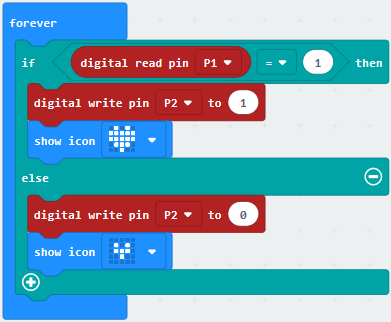 forever
if digital read pin P1 = 1 then
digital write pin P2 to 1
show icon
else
digital write pin P2 to 0
show icon